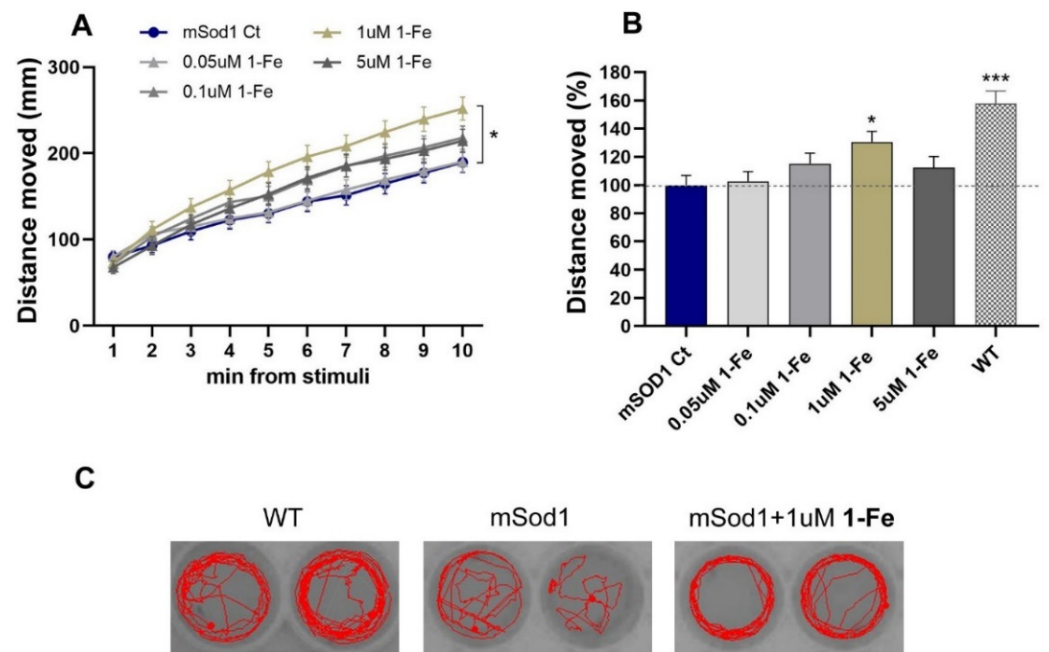 A
mSod1 Ct
1uM 1-Fe
0.05uM 1-Fe
5uM 1-Fe
0.1uM 1-Fe
Distance moved (mm)
300
200
100
0
*
1 2 3 4 5 6 7 8 9 10
min from stimuli
B
Distance moved (%)
180
160
140
120
100
80
60
40
20
0
*
***
mSOD1 Ct
0.05uM 1-Fe
0.1uM 1-Fe
1uM 1-Fe
5uM 1-Fe
WT
C
WT
mSod1
mSod1+1uM 1-Fe